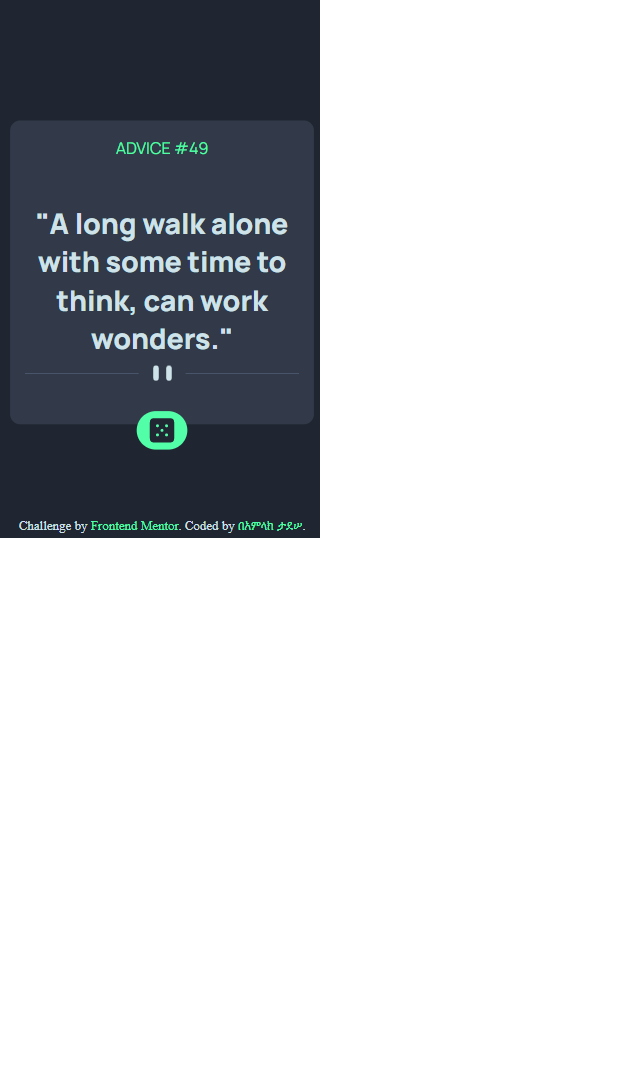 ADVICE #49
"A long walk alone
with some time to
think, can work
wonders."
Challenge by Frontend Mentor. Coded by በአምላክ ታደሠ.